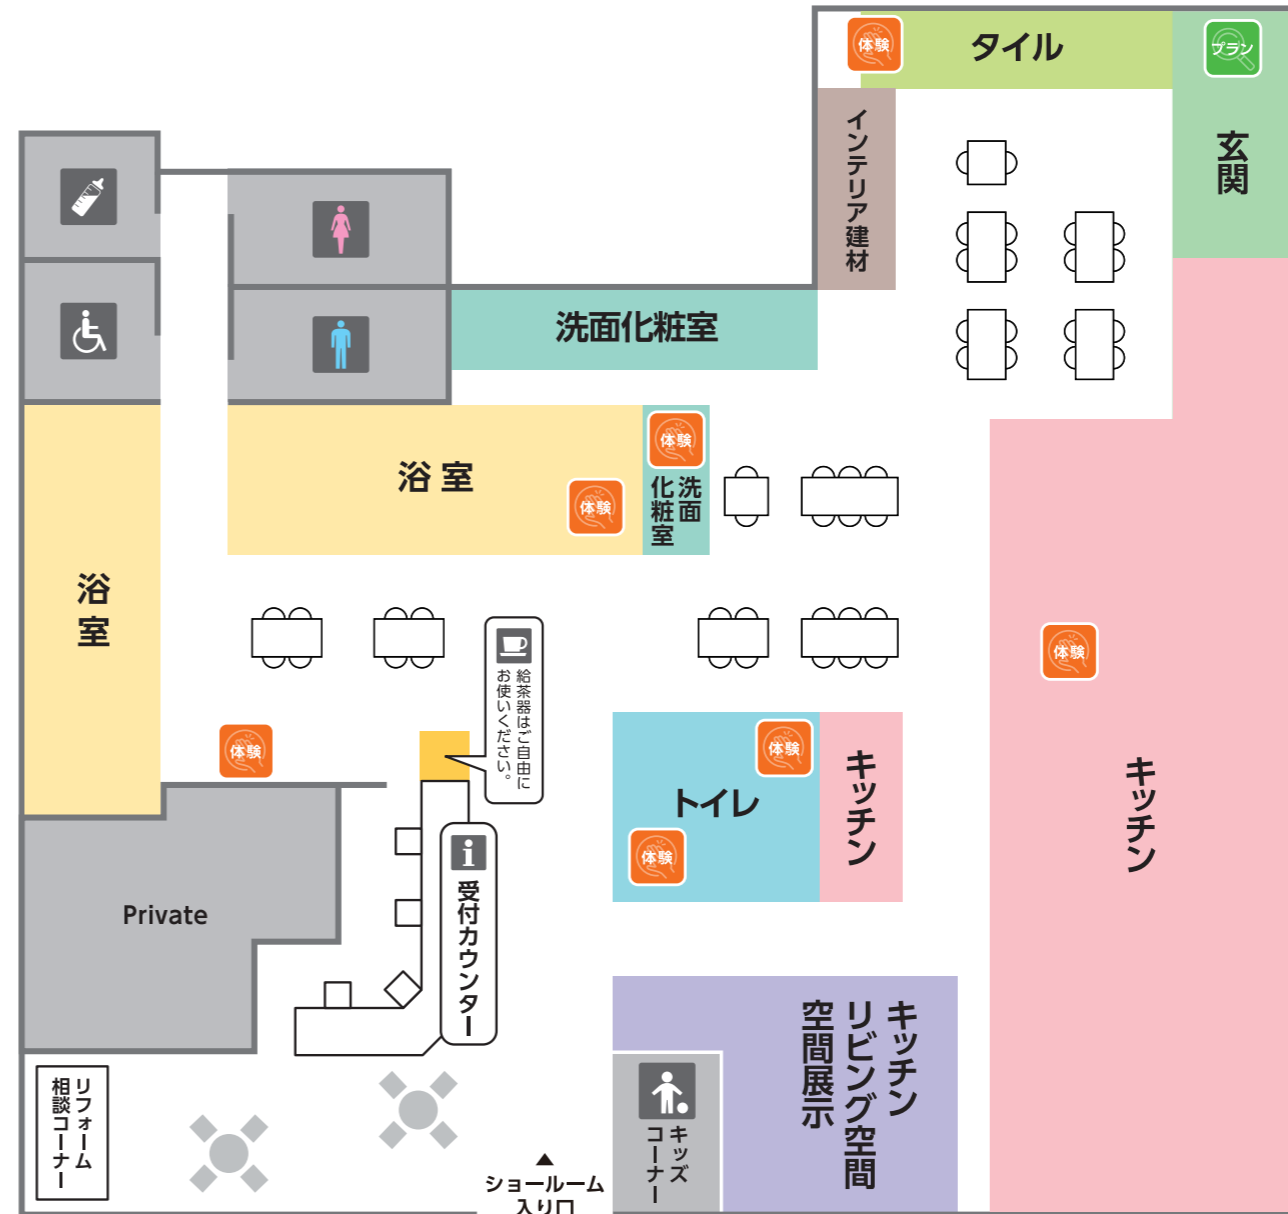 体験
タイル
プラン
インテリア建材
玄関
洗面化粧室
浴室
体験
体験
洗面
化粧室
浴室
給茶器はご自由に
お使いください。
体験
体験
トイレ
体験
キッチン
体験
キッチン
i
受付カウンター
Private
キッチン
リビング空間
空間展示
リフォーム
相談コーナー
キッズ
コーナー
▲
ショールーム
入り口